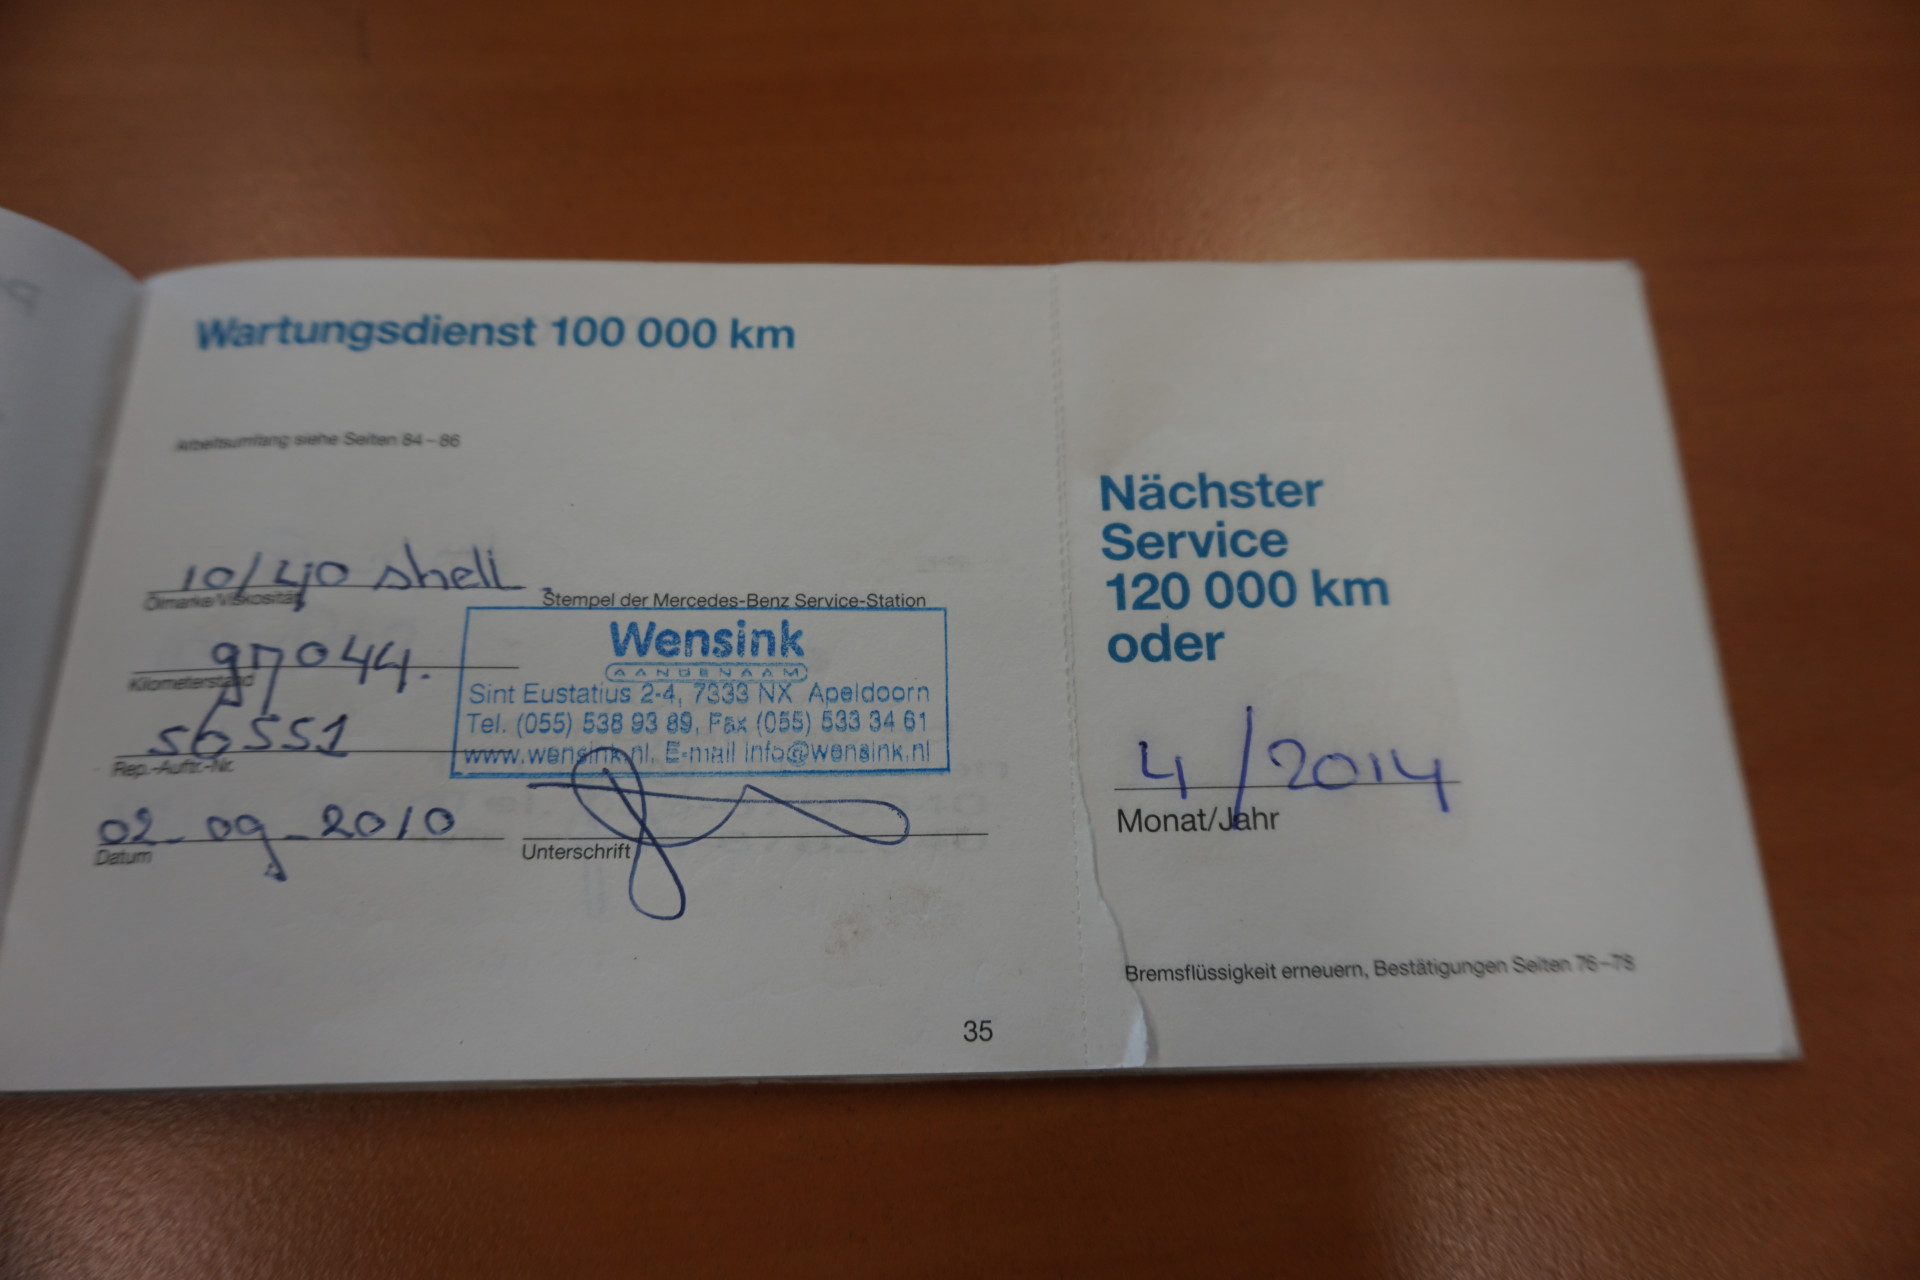 Wartungsdienst 100 000 km
Arbeitsumfang siehe Seiten 84–86
10/40 shell
Ölmarke/Viskosität
Stempel der Mercedes-Benz Service-Station
97044.
Kilometerstand
56551
Rep.-Auftr.-Nr.
02-09-2010
Datum
Wensink
AANGENAAM
Sint Eustatius 2-4, 7333 NX Apeldoorn
Tel. (055) 538 93 89, Fax (055) 533 34 61
www.wensink.nl, E-mail info@wensink.nl
Unterschrift
35
Nächster
Service
120 000 km
oder
4/2014
Monat/Jahr
Bremsflüssigkeit erneuern, Bestätigungen Seiten 76–78